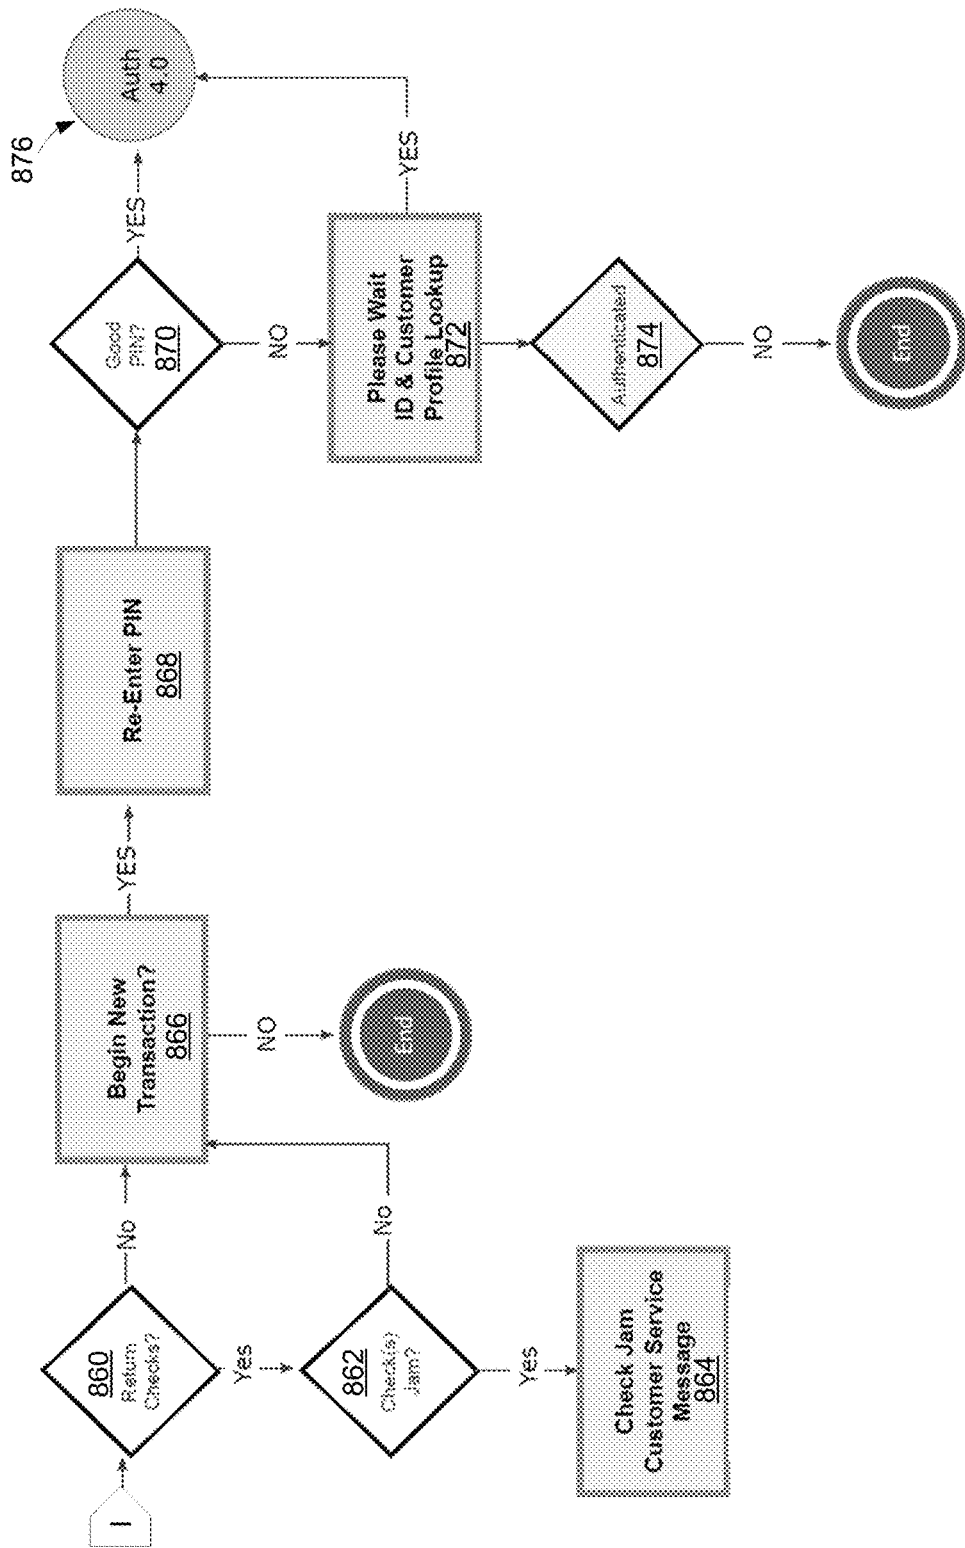 I
860
Return
Checks?
No
Yes
862
Check(s)
Jam?
No
Yes
Check Jam
Customer Service
Message
864
Begin New
Transaction?
866
NO
End
YES
Re-Enter PIN
868
Good
PIN?
870
YES
NO
Please Wait
ID & Customer
Profile Lookup
872
YES
Authenticated
874
NO
End
Auth
4.0
876